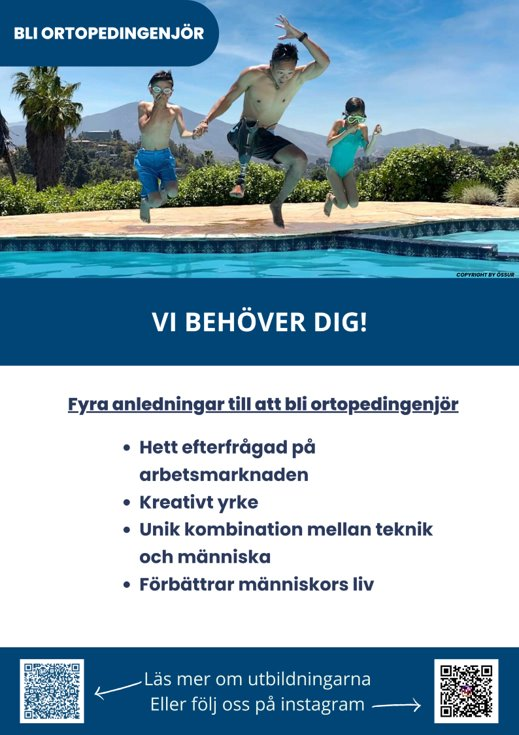 BLI ORTOPEDINGENJÖR
COPYRIGHT BY ÖSSUR
VI BEHÖVER DIG!
Fyra anledningar till att bli ortopedingenjör
• Hett efterfrågad på
arbetsmarknaden
• Kreativt yrke
• Unik kombination mellan teknik
och människa
• Förbättrar människors liv
Läs mer om utbildningarna
Eller följ oss på instagram